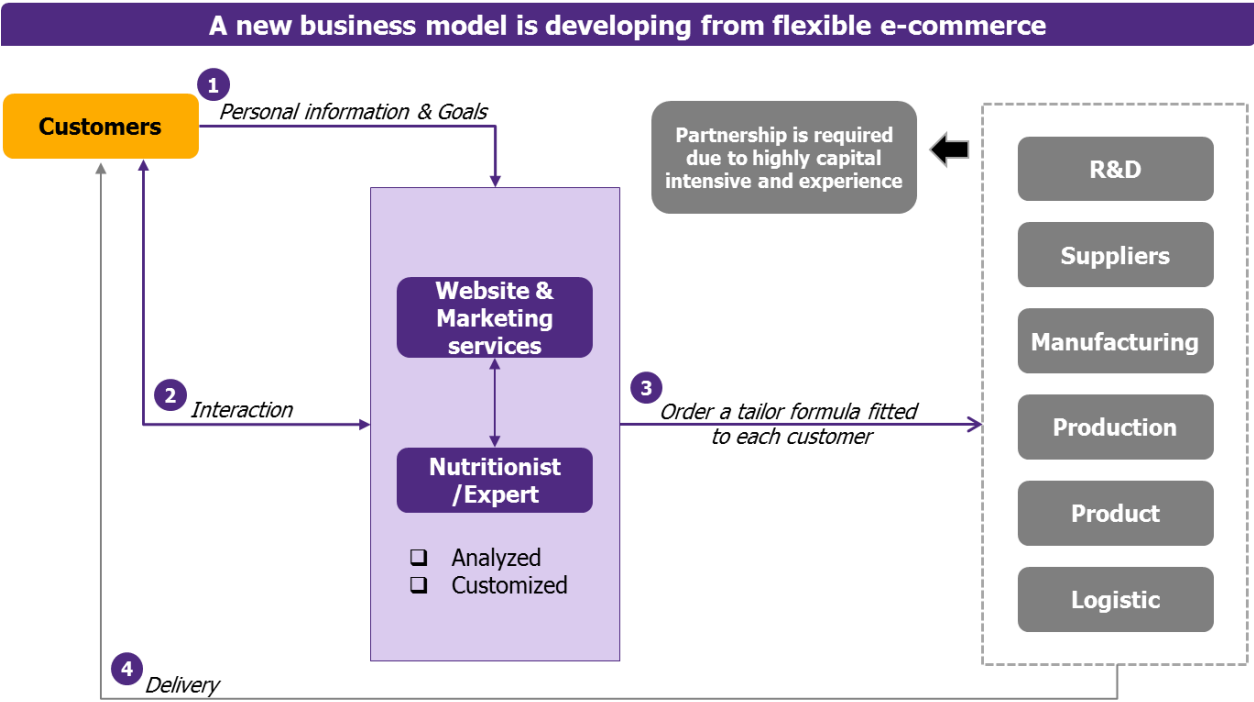 A new business model is developing from flexible e-commerce
1
Personal information & Goals
Customers
Partnership is required
due to highly capital
intensive and experience
R&D
Suppliers
Manufacturing
Production
Product
Logistic
Website &
Marketing
services
2
Interaction
3
Order a tailor formula fitted
to each customer
Nutritionist
/Expert
❑ Analyzed
❑ Customized
4
Delivery